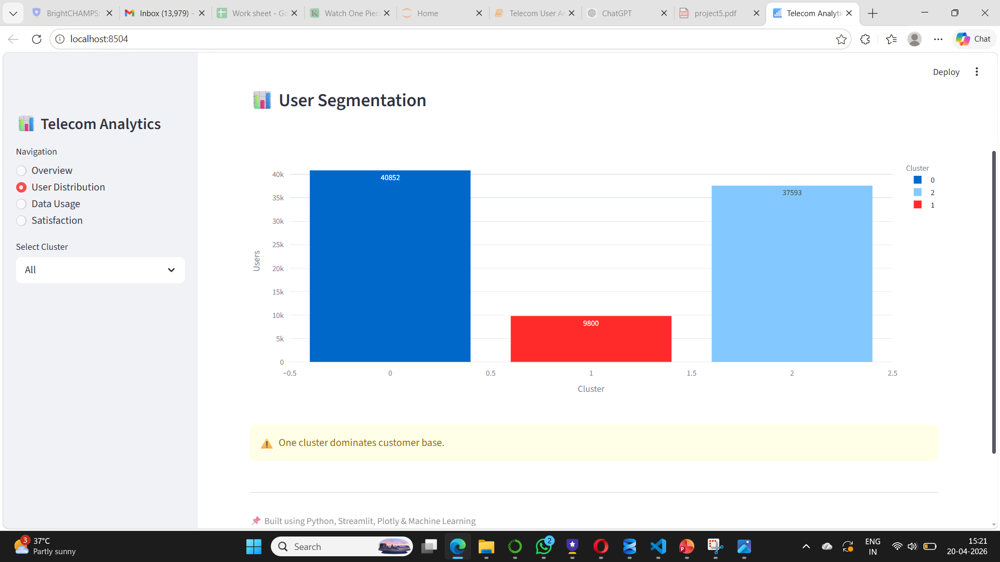 BrightCHAMPS:
Inbox (13,979) -
Work sheet - Go
Watch One Piec
Home
Telecom User A
ChatGPT
project5.pdf
Telecom Analytic
localhost:8504
Chat
Deploy
User Segmentation
Telecom Analytics
Navigation
Overview
User Distribution
Data Usage
Satisfaction
Select Cluster
All
40k
35k
30k
25k
20k
15k
10k
5k
0
Users
40852
9800
37593
−0.5
0
0.5
1
1.5
2
2.5
Cluster
Cluster
0
2
1
One cluster dominates customer base.
Built using Python, Streamlit, Plotly & Machine Learning
3
37°C
Partly sunny
Search
2
P
ENG
IN
15:21
20-04-2026